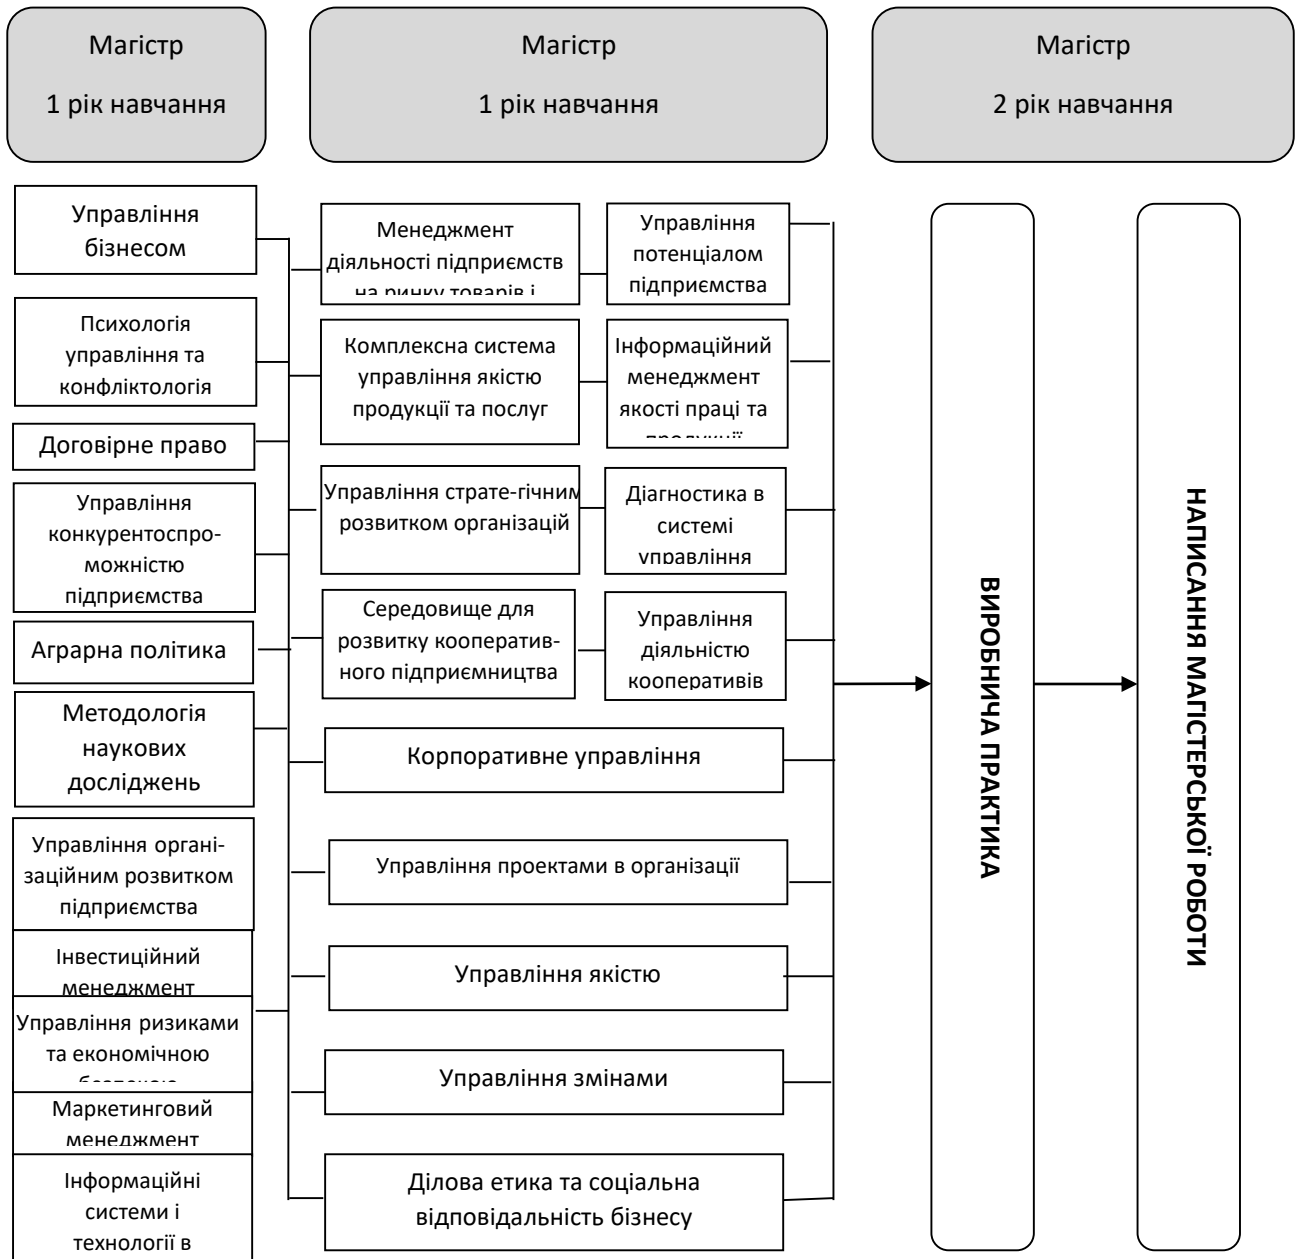 Магістр
1 рік навчання
Магістр
1 рік навчання
Магістр
2 рік навчання
Управління
бізнесом
Психологія
управління та
конфліктологія
Договірне право
Управління
конкурентоспро-
можністю
підприємства
Аграрна політика
Методологія
наукових
досліджень
Управління органі-
заційним розвитком
підприємства
Інвестиційний
менеджмент
Управління ризиками
та економічною
безпекою
Маркетинговий
менеджмент
Інформаційні
системи і
технології в
Менеджмент
діяльності підприємств
на ринку товарів і
Управління
потенціалом
підприємства
Комплексна система
управління якістю
продукції та послуг
Інформаційний
менеджмент
якості праці та
продукції
Управління страте-гічним
розвитком організацій
Діагностика в
системі
управління
Середовище для
розвитку кооператив-
ного підприємництва
Управління
діяльністю
кооперативів
Корпоративне управління
Управління проектами в організації
Управління якістю
Управління змінами
Ділова етика та соціальна
відповідальність бізнесу
ВИРОБНИЧА ПРАКТИКА
НАПИСАННЯ МАГІСТЕРСЬКОЇ РОБОТИ